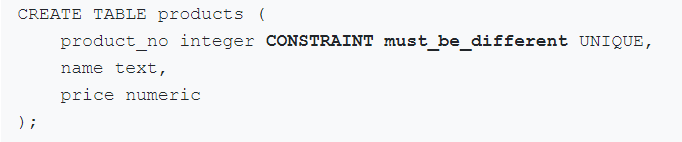 CREATE TABLE products (
    product_no integer CONSTRAINT must_be_different UNIQUE,
    name text,
    price numeric
);